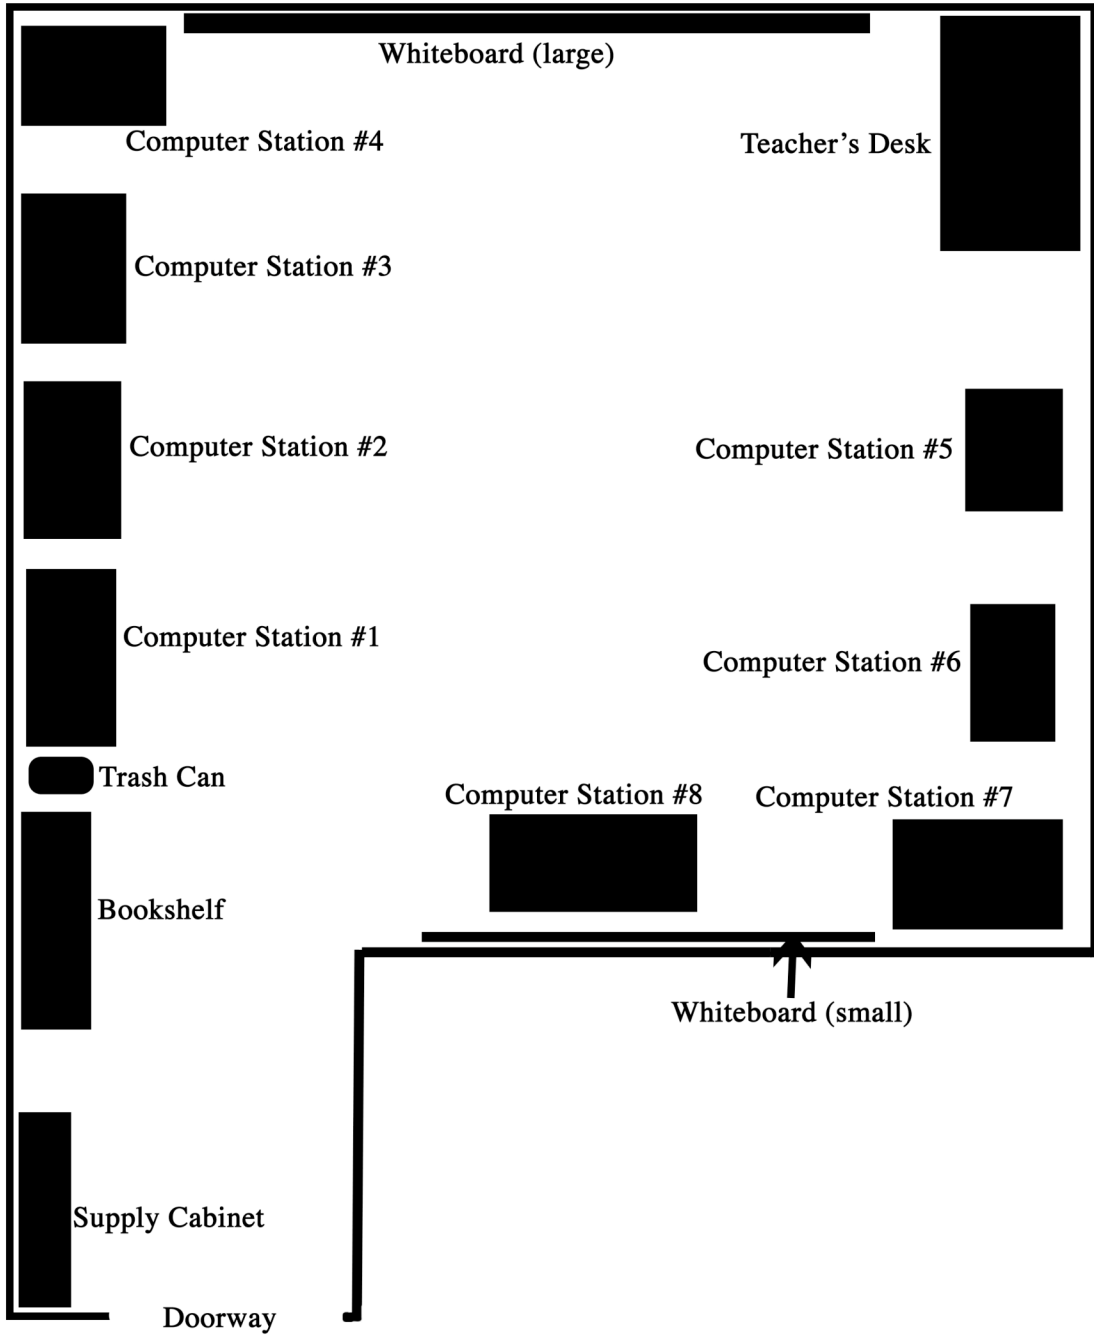 Whiteboard (large)
Computer Station #4
Teacher’s Desk
Computer Station #3
Computer Station #2
Computer Station #5
Computer Station #1
Computer Station #6
Trash Can
Computer Station #8
Computer Station #7
Bookshelf
Whiteboard (small)
Supply Cabinet
Doorway